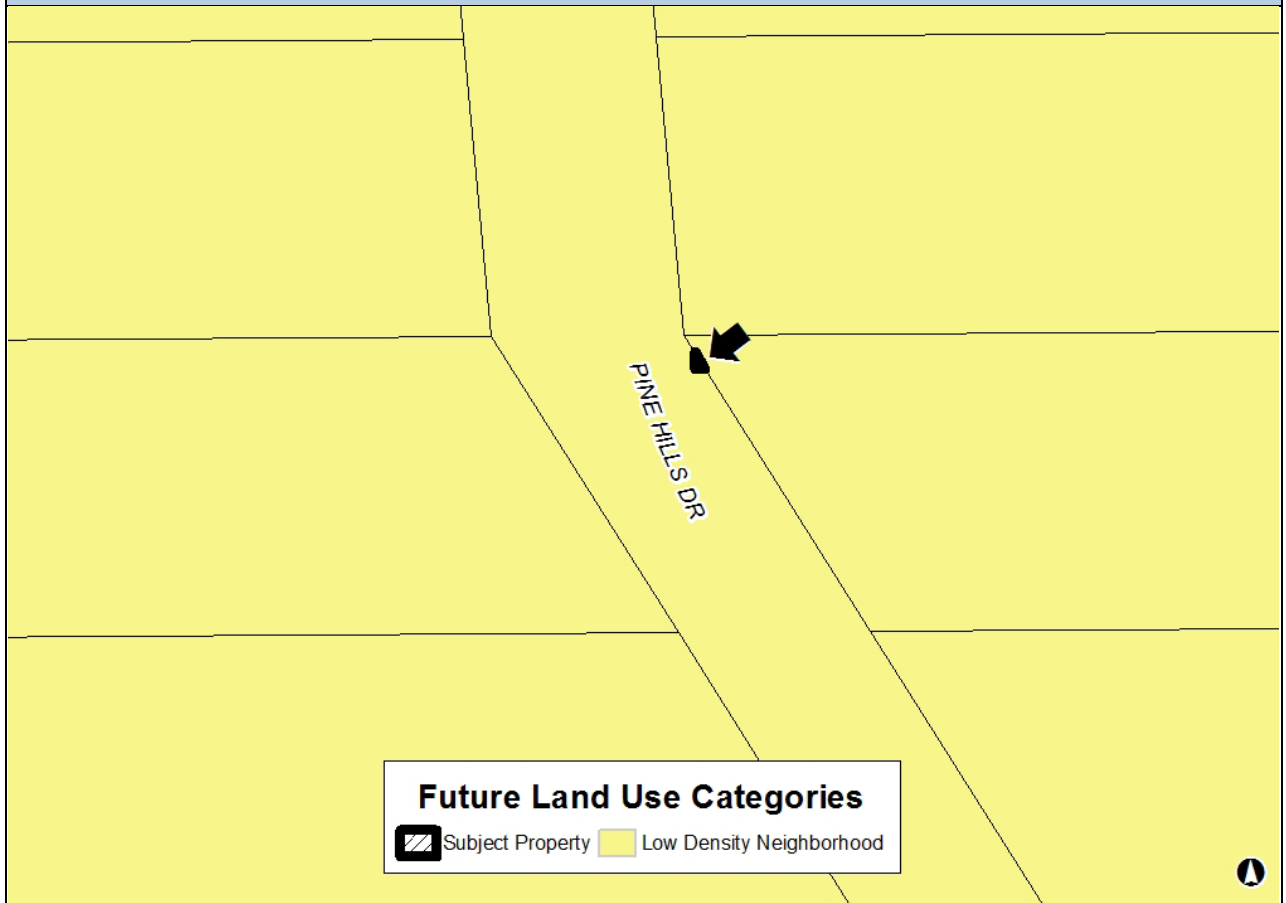 PINE HILLS DR
Future Land Use Categories
Subject Property Low Density Neighborhood